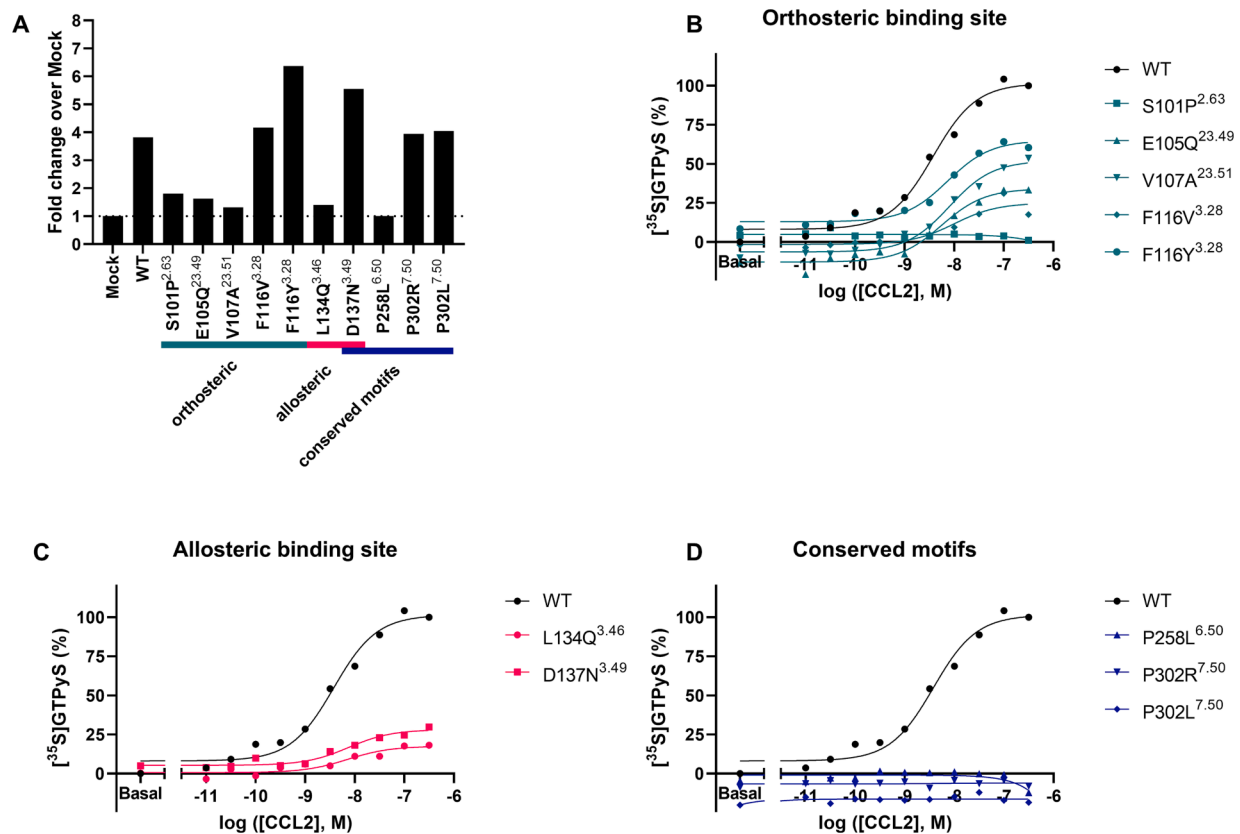 A
Fold change over Mock
8
7
6
5
4
3
2
1
0
Mock
WT
S101P2.63
E105Q23.49
V107A23.51
F116V3.28
F116Y3.28
L134Q3.46
D137N3.49
P258L6.50
P302R7.50
P302L7.50
orthosteric
allosteric
conserved motifs
B
Orthosteric binding site
[35S]GTPyS (%)
100
75
50
25
0
Basal
-11
-10
-9
-8
-7
-6
log ([CCL2], M)
WT
S101P2.63
E105Q23.49
V107A23.51
F116V3.28
F116Y3.28
C
Allosteric binding site
[35S]GTPyS (%)
100
75
50
25
0
Basal
-11
-10
-9
-8
-7
-6
log ([CCL2], M)
WT
L134Q3.46
D137N3.49
D
Conserved motifs
[35S]GTPyS (%)
100
75
50
25
0
Basal
-11
-10
-9
-8
-7
-6
log ([CCL2], M)
WT
P258L6.50
P302R7.50
P302L7.50